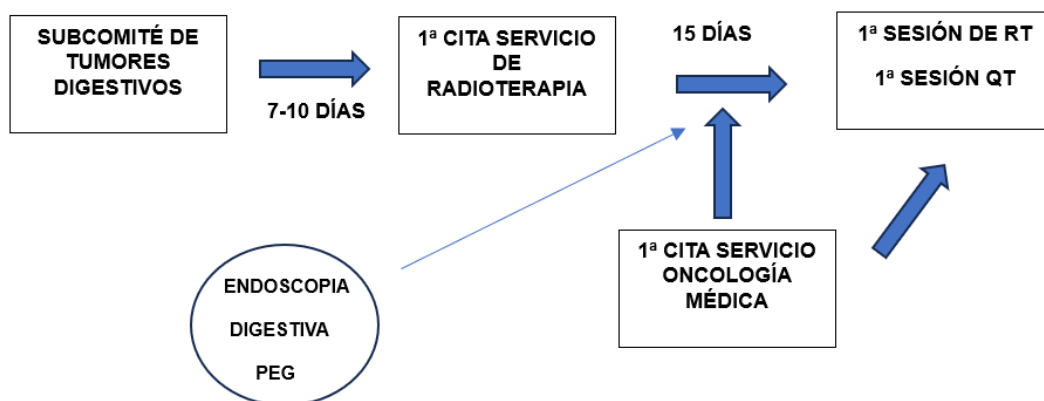 SUBCOMITÉ DE
TUMORES
DIGESTIVOS
7-10 DÍAS
1ª CITA SERVICIO
DE
RADIOTERAPIA
15 DÍAS
1ª SESIÓN DE RT
1ª SESIÓN QT
1ª CITA SERVICIO
ONCOLOGÍA
MÉDICA
ENDOSCOPIA
DIGESTIVA
PEG